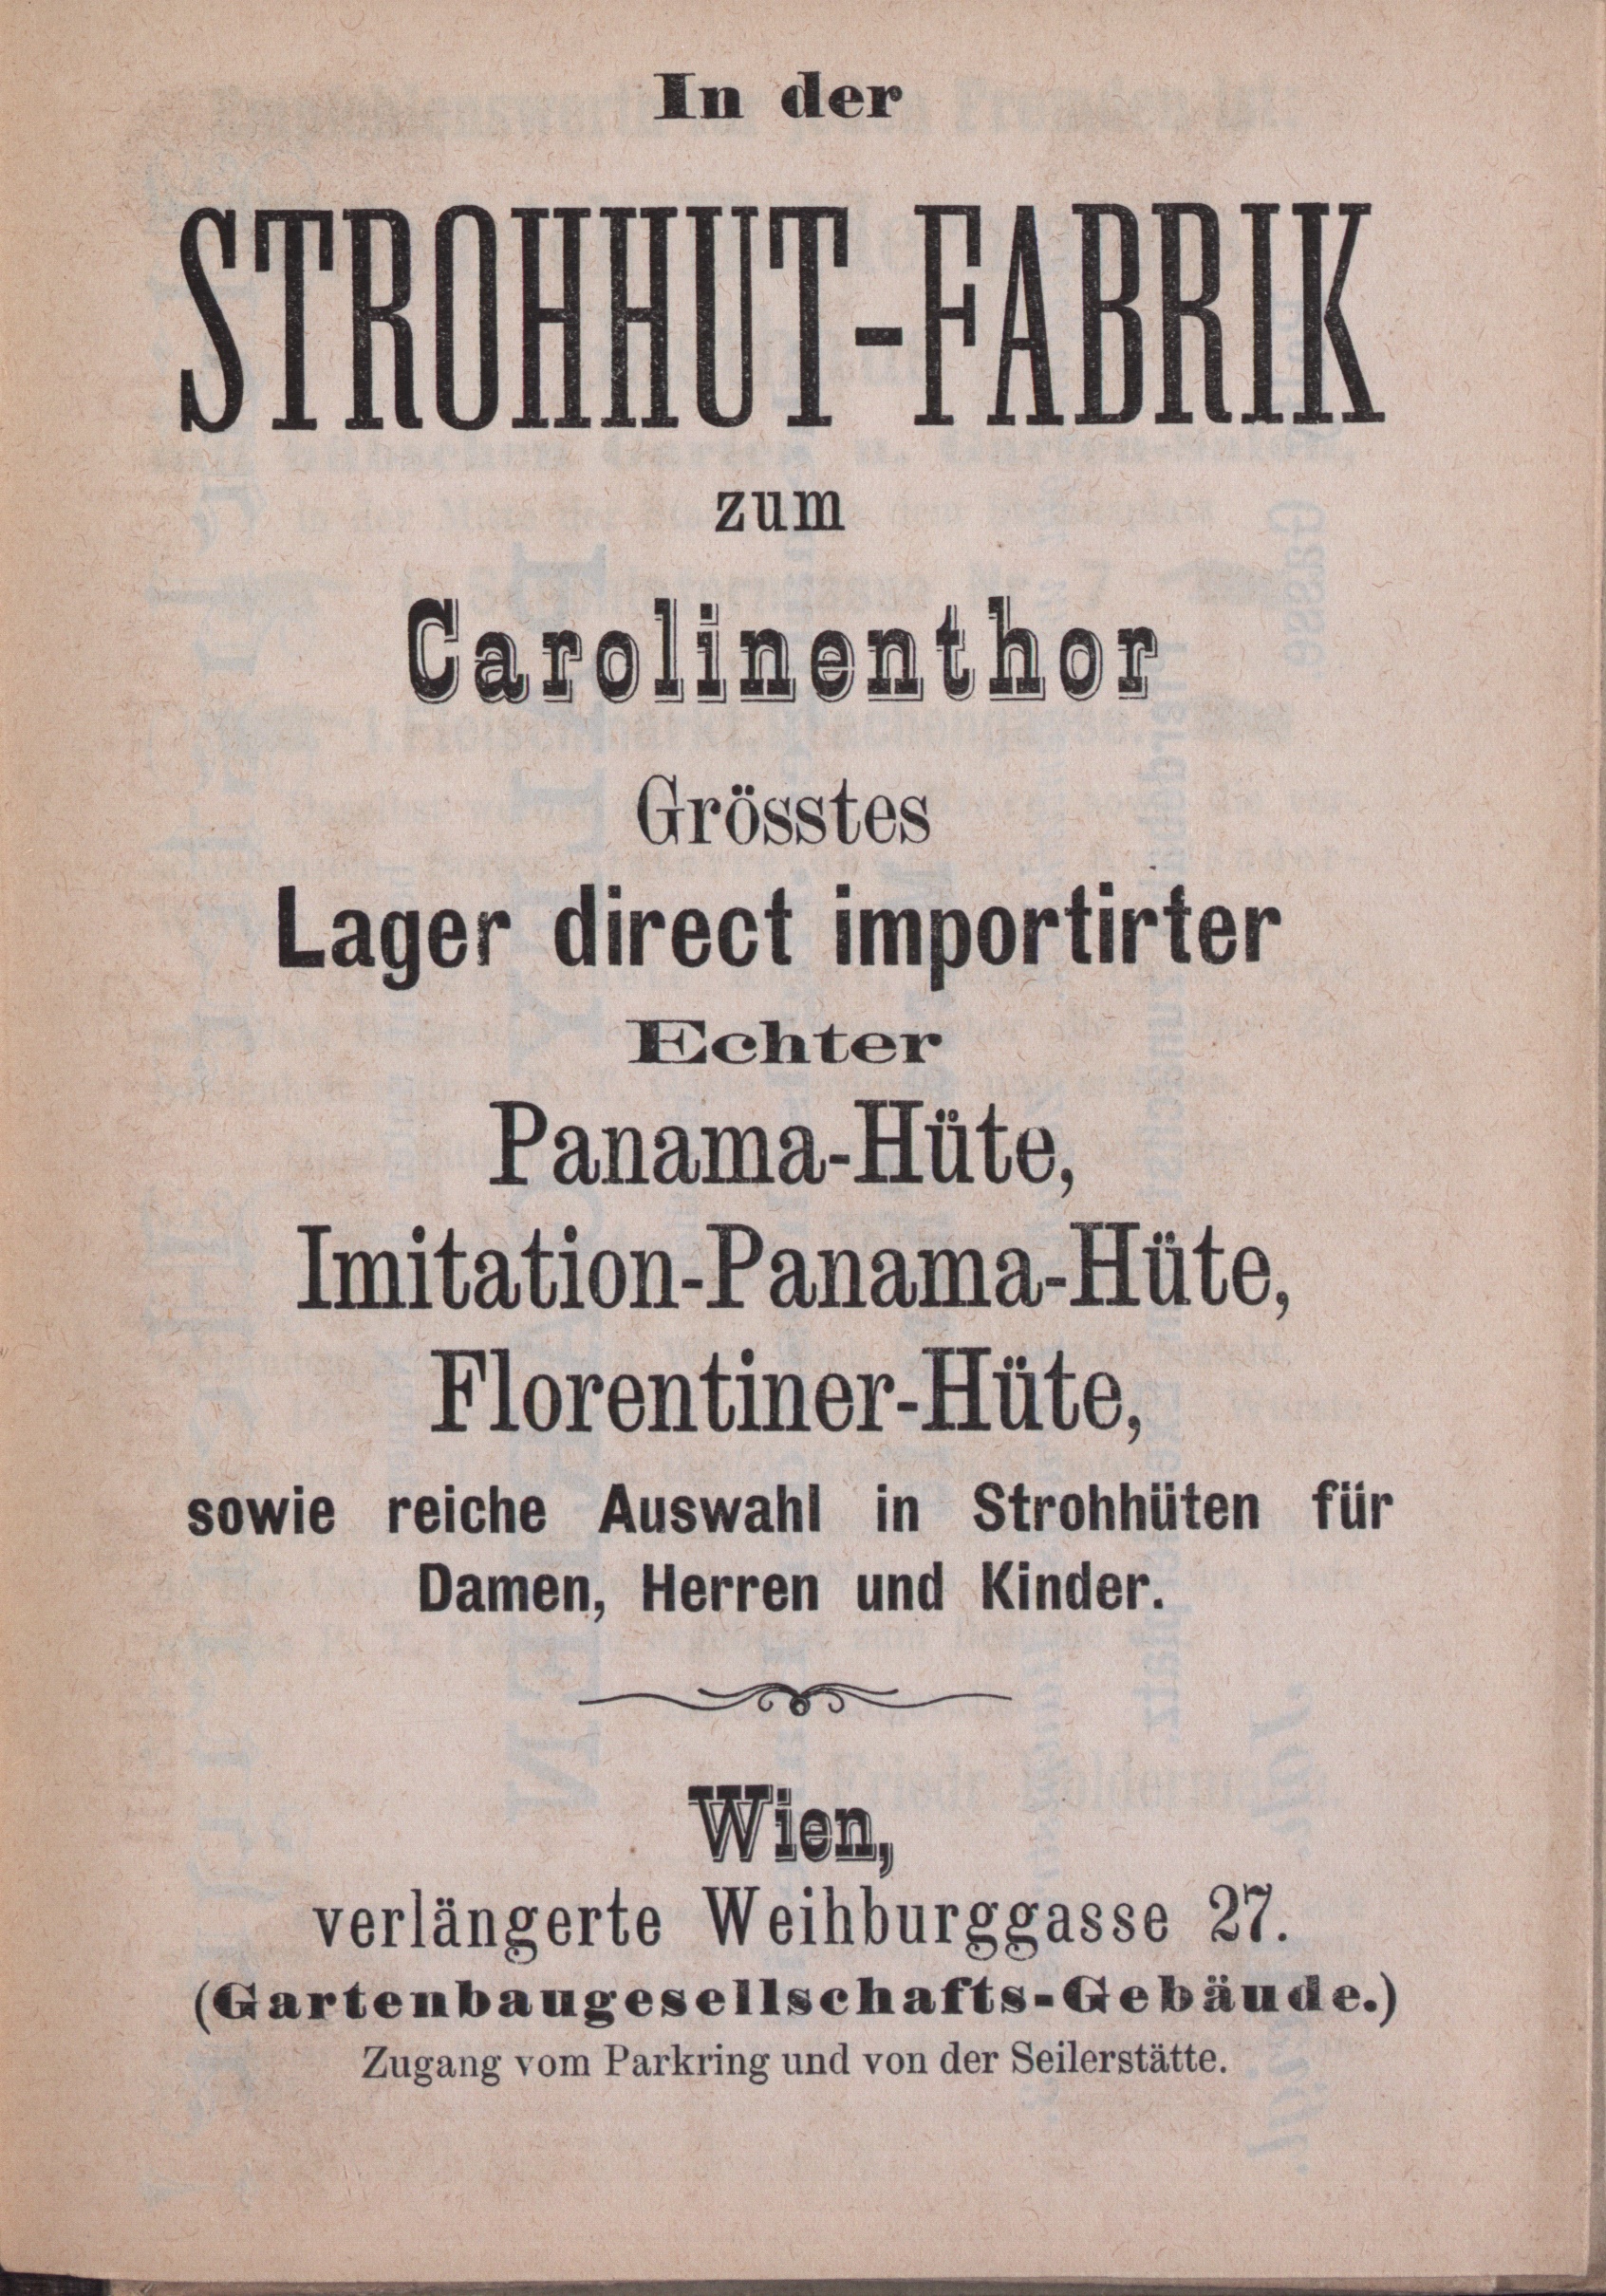 In der
STROHHUT-FABRIK
zum
Carolinenthor
Grösstes
Lager direct importirter
Echter
Panama-Hüte,
Imitation-Panama-Hüte,
Florentiner-Hüte,
sowie reiche Auswahl in Strohhüten für
Damen, Herren und Kinder.
Wien,
verlängerte Weihburggasse 27.
(Gartenbaugesellschafts-Gebäude.)
Zugang vom Parkring und von der Seilerstätte.